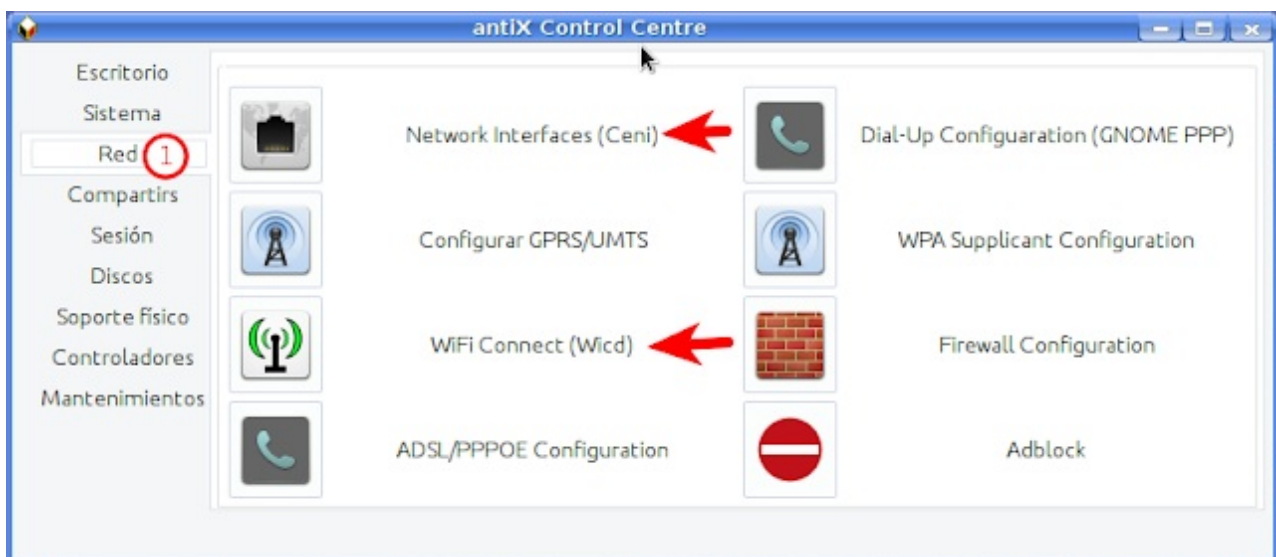 antiX Control Centre
Escritorio
Sistema
Red 1
Compartirs
Sesión
Discos
Soporte físico
Controladores
Mantenimientos
Network Interfaces (Ceni)
Dial-Up Configuaration (GNOME PPP)
Configurar GPRS/UMTS
WPA Supplicant Configuration
WiFi Connect (Wicd)
Firewall Configuration
ADSL/PPPOE Configuration
Adblock